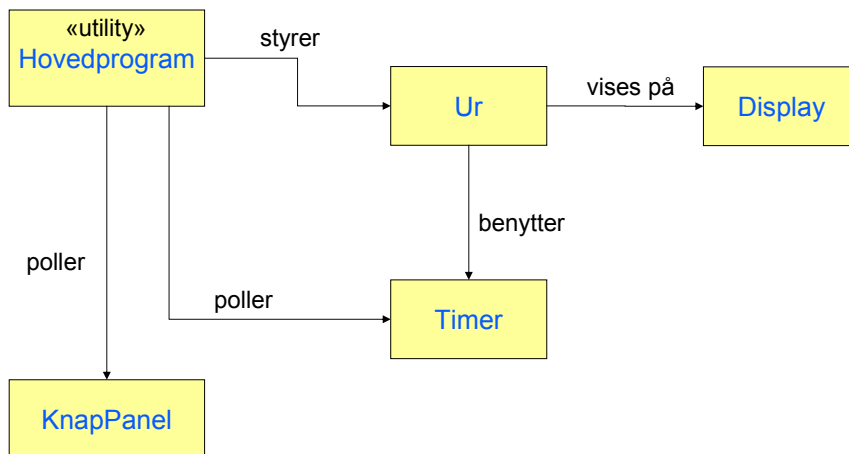 «utility»
Hovedprogram
styrer
Ur
vises på
Display
benytter
poller
poller
Timer
KnapPanel